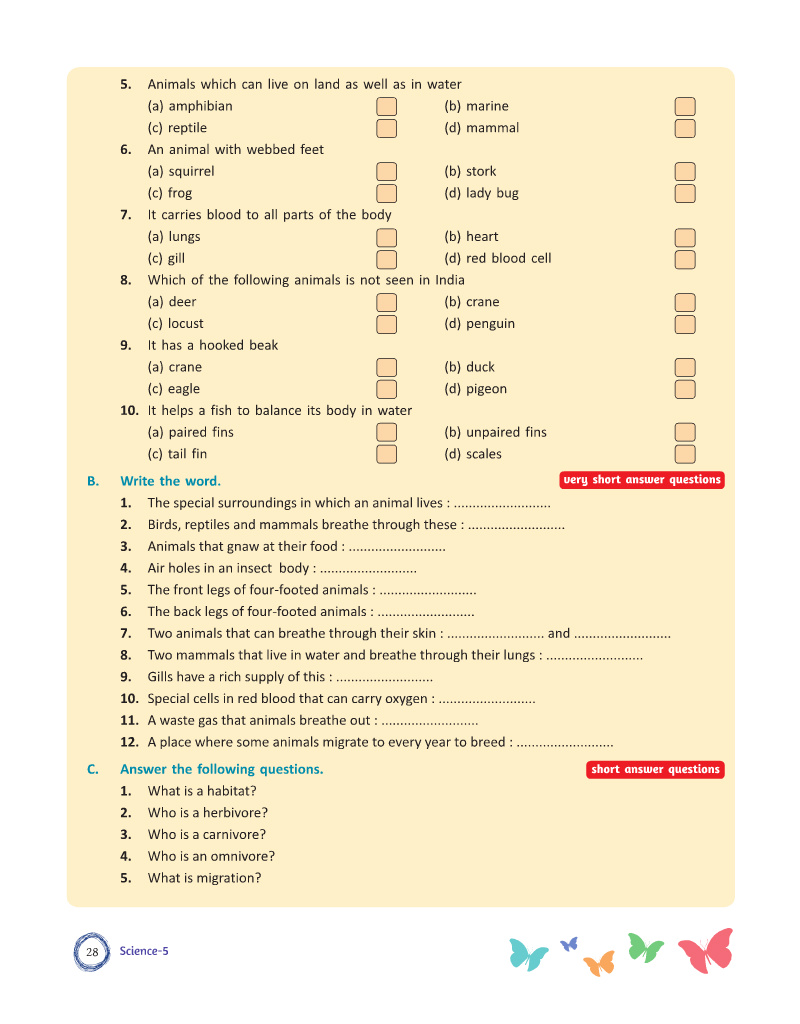 5. Animals which can live on land as well as in water
(a) amphibian (b) marine
(c) reptile (d) mammal
6. An animal with webbed feet
(a) squirrel (b) stork
(c) frog (d) lady bug
7. It carries blood to all parts of the body
(a) lungs (b) heart
(c) gill (d) red blood cell
8. Which of the following animals is not seen in India
(a) deer (b) crane
(c) locust (d) penguin
9. It has a hooked beak
(a) crane (b) duck
(c) eagle (d) pigeon
10. It helps a fish to balance its body in water
(a) paired fins (b) unpaired fins
(c) tail fin (d) scales
B. Write the word. very short answer questions
1. The special surroundings in which an animal lives : ..........................
2. Birds, reptiles and mammals breathe through these : ..........................
3. Animals that gnaw at their food : ..........................
4. Air holes in an insect body : ..........................
5. The front legs of four-footed animals : ..........................
6. The back legs of four-footed animals : ..........................
7. Two animals that can breathe through their skin : .......................... and ..........................
8. Two mammals that live in water and breathe through their lungs : ..........................
9. Gills have a rich supply of this : ..........................
10. Special cells in red blood that can carry oxygen : ..........................
11. A waste gas that animals breathe out : ..........................
12. A place where some animals migrate to every year to breed : ..........................
C. Answer the following questions. short answer questions
1. What is a habitat?
2. Who is a herbivore?
3. Who is a carnivore?
4. Who is an omnivore?
5. What is migration?
28 Science-5